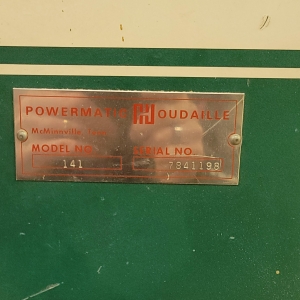 POWERMATIC HOUDAILLE
McMinnville, Tenn.
MODEL NO. SERIAL NO.
141 7841198